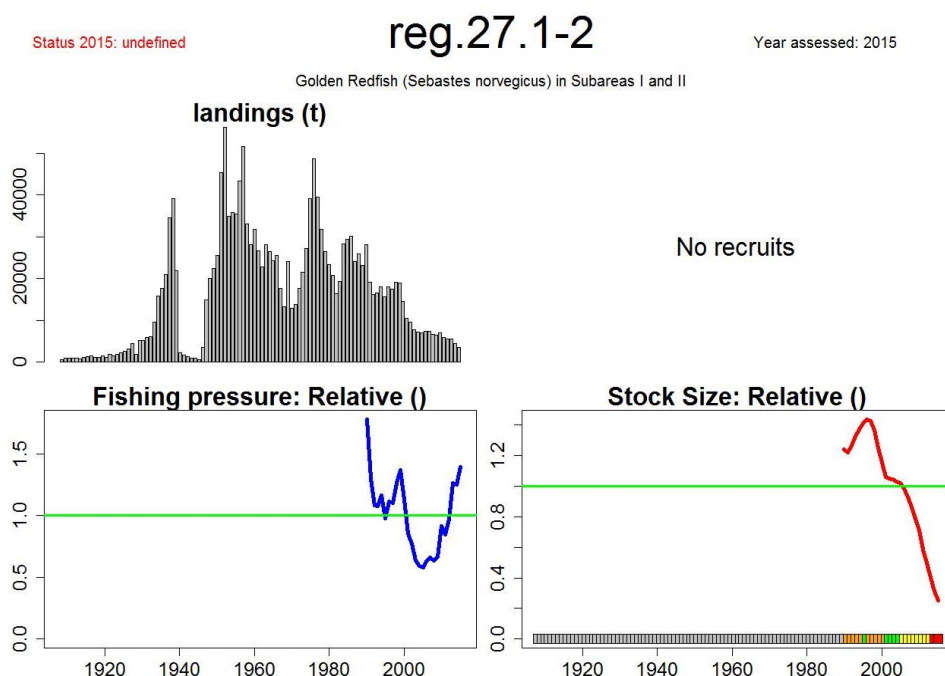 reg.27.1-2
Status 2015: undefined
Year assessed: 2015
Golden Redfish (Sebastes norvegicus) in Subareas I and II
landings (t)
40000
20000
0
No recruits
Fishing pressure: Relative ()
1.5
1.0
0.5
0.0
1920 1940 1960 1980 2000
Stock Size: Relative ()
1.2
0.8
0.4
0.0
1920 1940 1960 1980 2000